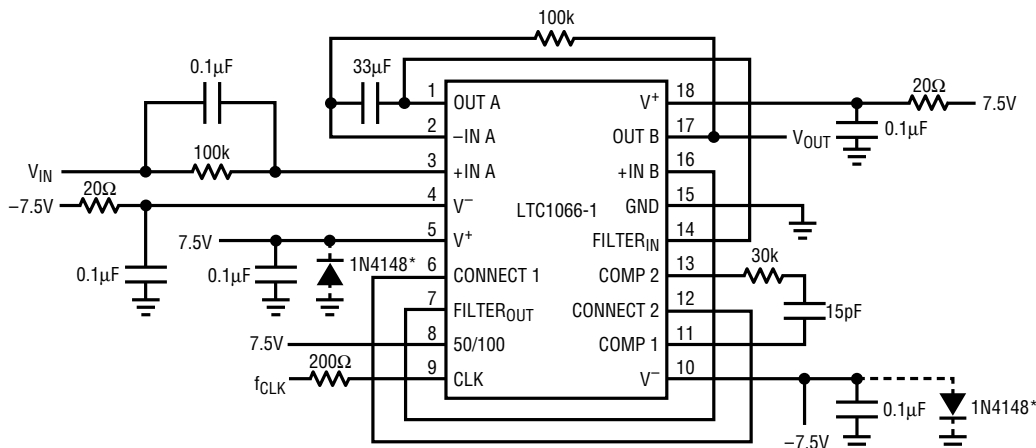 100k
0.1µF
33µF
1 OUT A V⁺ 18 20Ω 7.5V
2 –IN A OUT B 17 VOUT 0.1µF
100k
VIN 3 +IN A +IN B 16
20Ω
–7.5V 4 V⁻ GND 15
LTC1066-1
7.5V 5 V⁺ FILTERIN 14
0.1µF 0.1µF 1N4148*
6 CONNECT 1 COMP 2 13 30k
7 FILTEROUT CONNECT 2 12 15pF
7.5V 8 50/100 COMP 1 11
200Ω
fCLK 9 CLK V⁻ 10
0.1µF 1N4148*
–7.5V